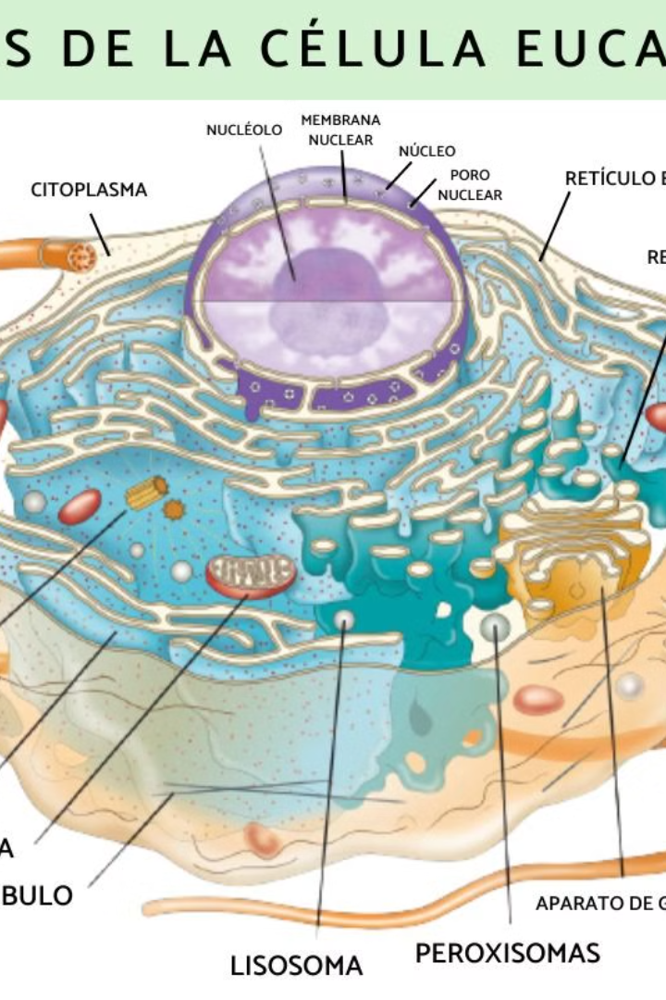 S DE LA CÉLULA EUCA
NUCLÉOLO
MEMBRANA
NUCLEAR
NÚCLEO
PORO
NUCLEAR
CITOPLASMA
RETÍCULO E
RE
A
BULO
LISOSOMA
PEROXISOMAS
APARATO DE G